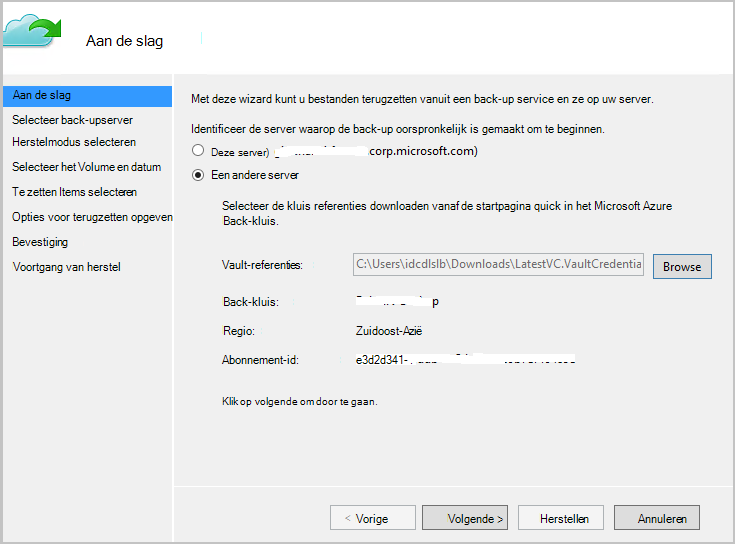 Aan de slag
Aan de slag
Selecteer back-upserver
Herstelmodus selecteren
Selecteer het Volume en datum
Te zetten Items selecteren
Opties voor terugzetten opgeven
Bevestiging
Voortgang van herstel
Met deze wizard kunt u bestanden terugzetten vanuit een back-up service en ze op uw server.
Identificeer de server waarop de back-up oorspronkelijk is gemaakt om te beginnen.
Deze server) corp.microsoft.com)
Een andere server
Selecteer de kluis referenties downloaden vanaf de startpagina quick in het Microsoft Azure
Back-kluis.
Vault-referenties: C:\Users\idcdlslb\Downloads\LatestVC.VaultCredentia Browse
Back-kluis: p
Regio: Zuidoost-Azië
Abonnement-id: e3d2d341-
Klik op volgende om door te gaan.
< Vorige Volgende > Herstellen Annuleren